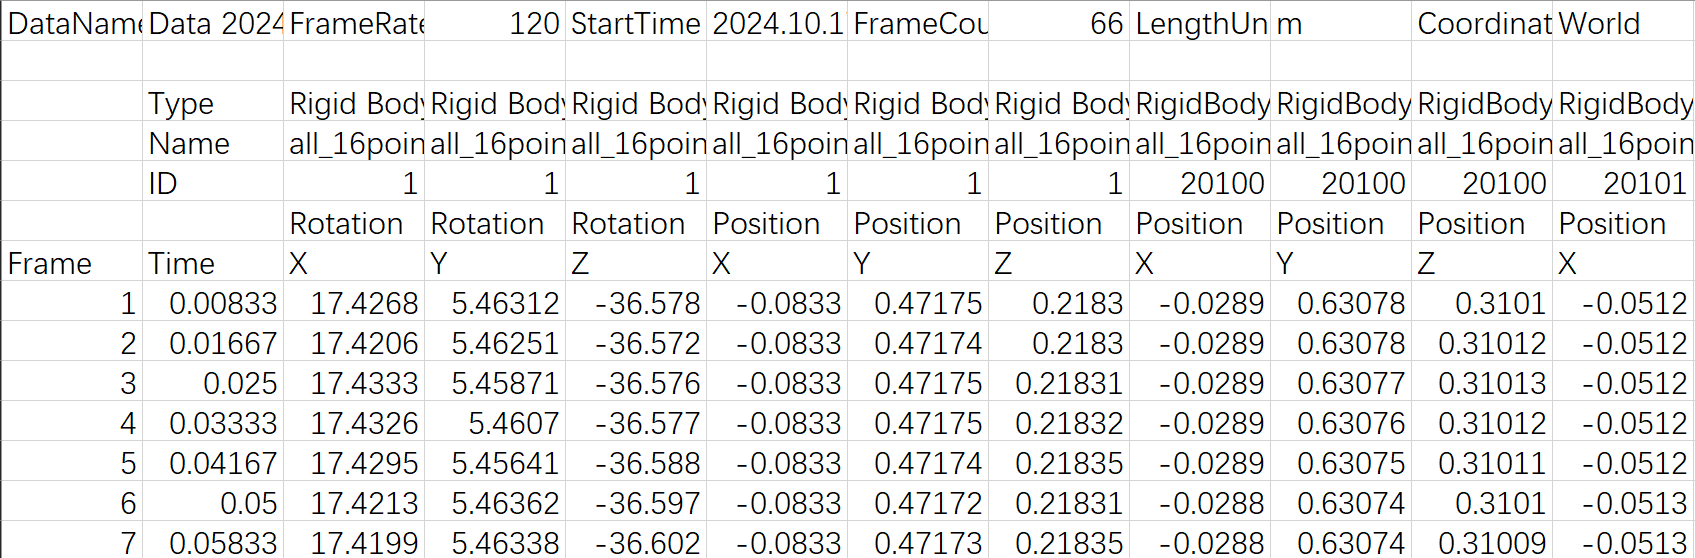 DataName Data 2024 FrameRate 120 StartTime 2024.10.1 FrameCou 66 LengthUn m Coordinat World
Type Rigid Body Rigid Body Rigid Body Rigid Body Rigid Body Rigid Body RigidBody RigidBody RigidBody RigidBody
Name all_16poin all_16poin all_16poin all_16poin all_16poin all_16poin all_16poin all_16poin all_16poin all_16poin
ID 1 1 1 1 1 1 20100 20100 20100 20101
Rotation Rotation Rotation Position Position Position Position Position Position Position
Frame Time X Y Z X Y Z X Y Z X
1 0.00833 17.4268 5.46312 -36.578 -0.0833 0.47175 0.2183 -0.0289 0.63078 0.3101 -0.0512
2 0.01667 17.4206 5.46251 -36.572 -0.0833 0.47174 0.2183 -0.0289 0.63078 0.31012 -0.0512
3 0.025 17.4333 5.45871 -36.576 -0.0833 0.47175 0.21831 -0.0289 0.63077 0.31013 -0.0512
4 0.03333 17.4326 5.4607 -36.577 -0.0833 0.47175 0.21832 -0.0289 0.63076 0.31012 -0.0512
5 0.04167 17.4295 5.45641 -36.588 -0.0833 0.47174 0.21835 -0.0289 0.63075 0.31011 -0.0512
6 0.05 17.4213 5.46362 -36.597 -0.0833 0.47172 0.21831 -0.0288 0.63074 0.3101 -0.0513
7 0.05833 17.4199 5.46338 -36.602 -0.0833 0.47173 0.21835 -0.0288 0.63074 0.31009 -0.0513